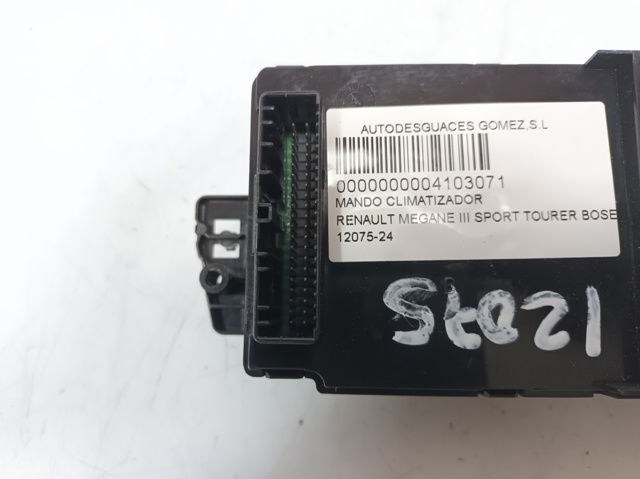 AUTODESGUACES GOMEZ,S.L
0000000004103071
MANDO CLIMATIZADOR
RENAULT MEGANE III SPORT TOURER BOSE
12075-24
12075